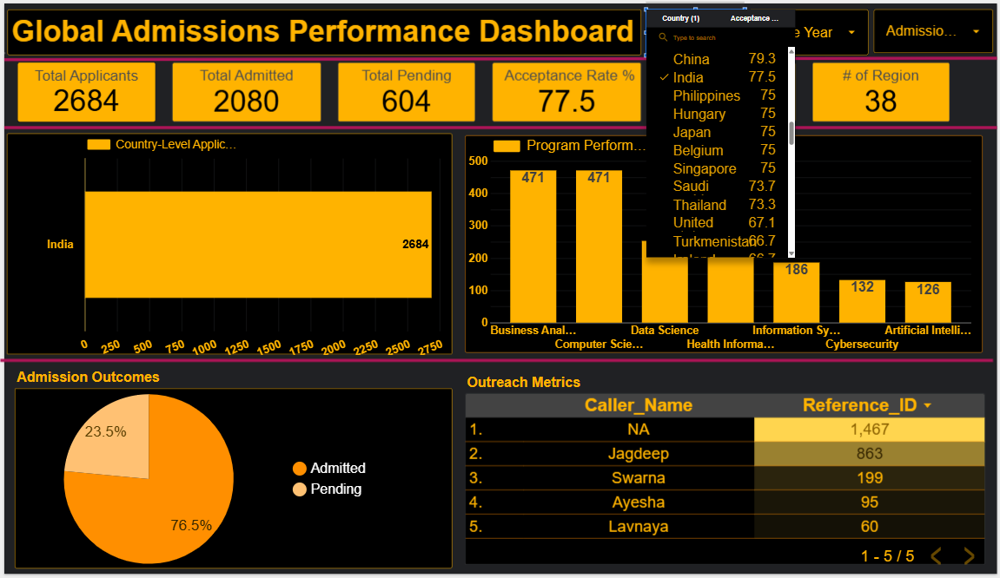 Global Admissions Performance Dashboard
Country (1) Acceptance ...
Type to search
China 79.3
✓ India 77.5
Philippines 75
Hungary 75
Japan 75
Belgium 75
Singapore 75
Saudi 73.7
Thailand 73.3
United 67.1
Turkmenistan 66.7
e Year
Admissio...
Total Applicants
2684
Total Admitted
2080
Total Pending
604
Acceptance Rate %
77.5
# of Region
38
Country-Level Applic...
India
2684
0 250 500 750 1000 1250 1500 1750 2000 2250 2500 2750
Program Perform...
500
400
300
200
100
0
471 471 186 132 126
Business Anal... Data Science Information Sy... Artificial Intelli...
Computer Scie... Health Informa... Cybersecurity
Admission Outcomes
23.5%
76.5%
Admitted
Pending
Outreach Metrics
Caller_Name Reference_ID
1. NA 1,467
2. Jagdeep 863
3. Swarna 199
4. Ayesha 95
5. Lavnaya 60
1 - 5 / 5 < >